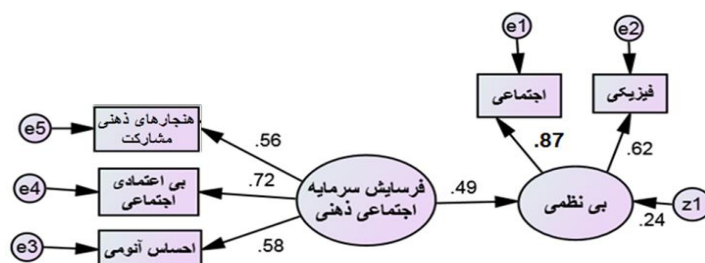 e1
e2
اجتماعی
فیزیکی
هنجارهای ذهنی
مشارکت
e5
.56
.87
.62
بی اعتمادی
اجتماعی
e4
.72
فرسایش سرمایه
اجتماعی ذهنی
.49
بی نظمی
z1
.24
احساس آنومی
e3
.58